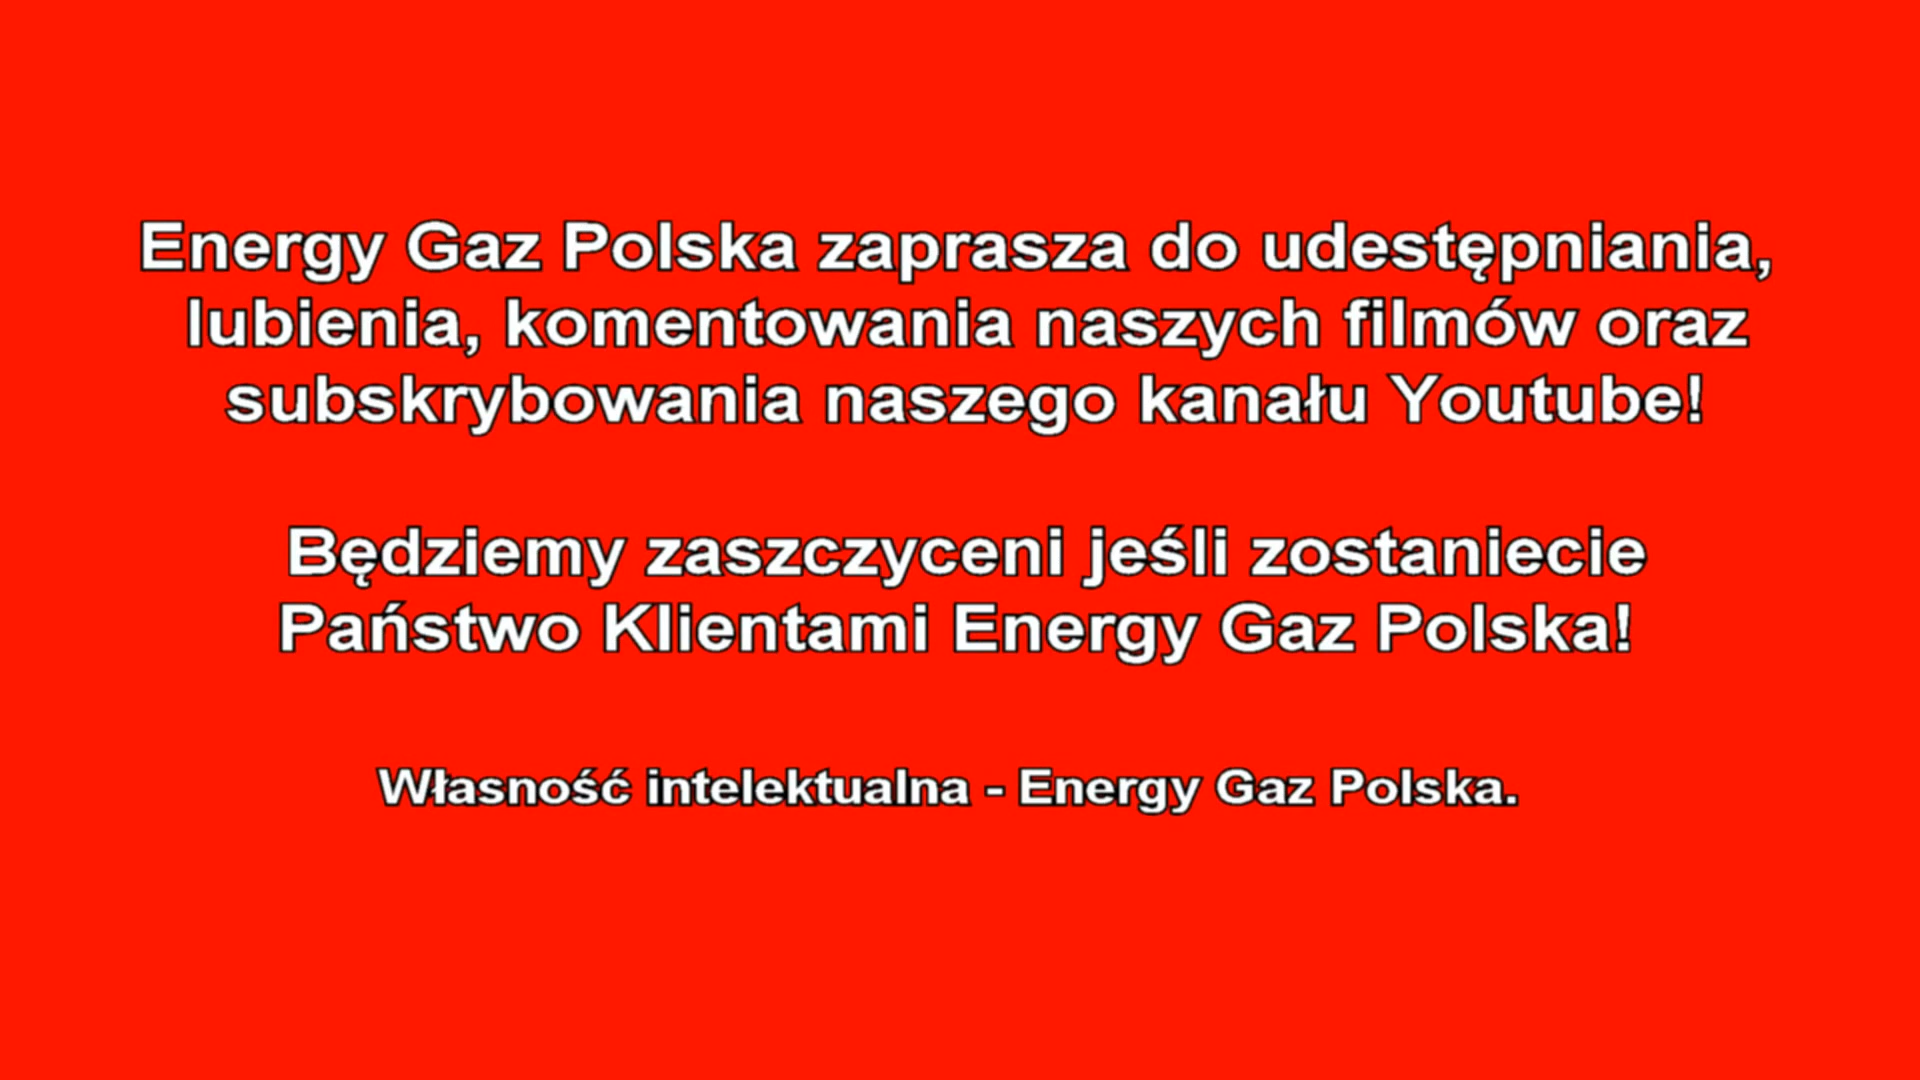 Energy Gaz Polska zaprasza do udestępniania,
lubienia, komentowania naszych filmów oraz
subskrybowania naszego kanału Youtube!
Będziemy zaszczyceni jeśli zostaniecie
Państwo Klientami Energy Gaz Polska!
Własność intelektualna - Energy Gaz Polska.